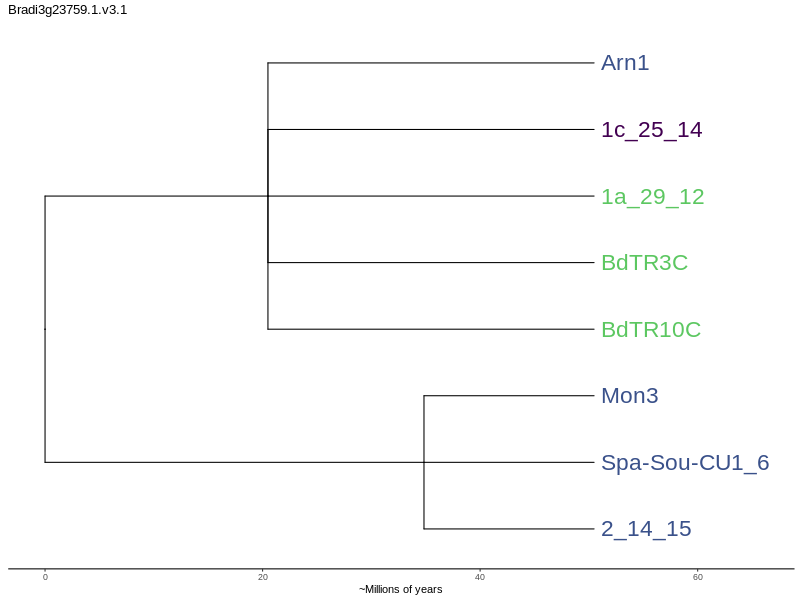 Bradi3g23759.1.v3.1
Arn1
1c_25_14
1a_29_12
BdTR3C
BdTR10C
Mon3
Spa-Sou-CU1_6
2_14_15
0 20 40 60
~Millions of years